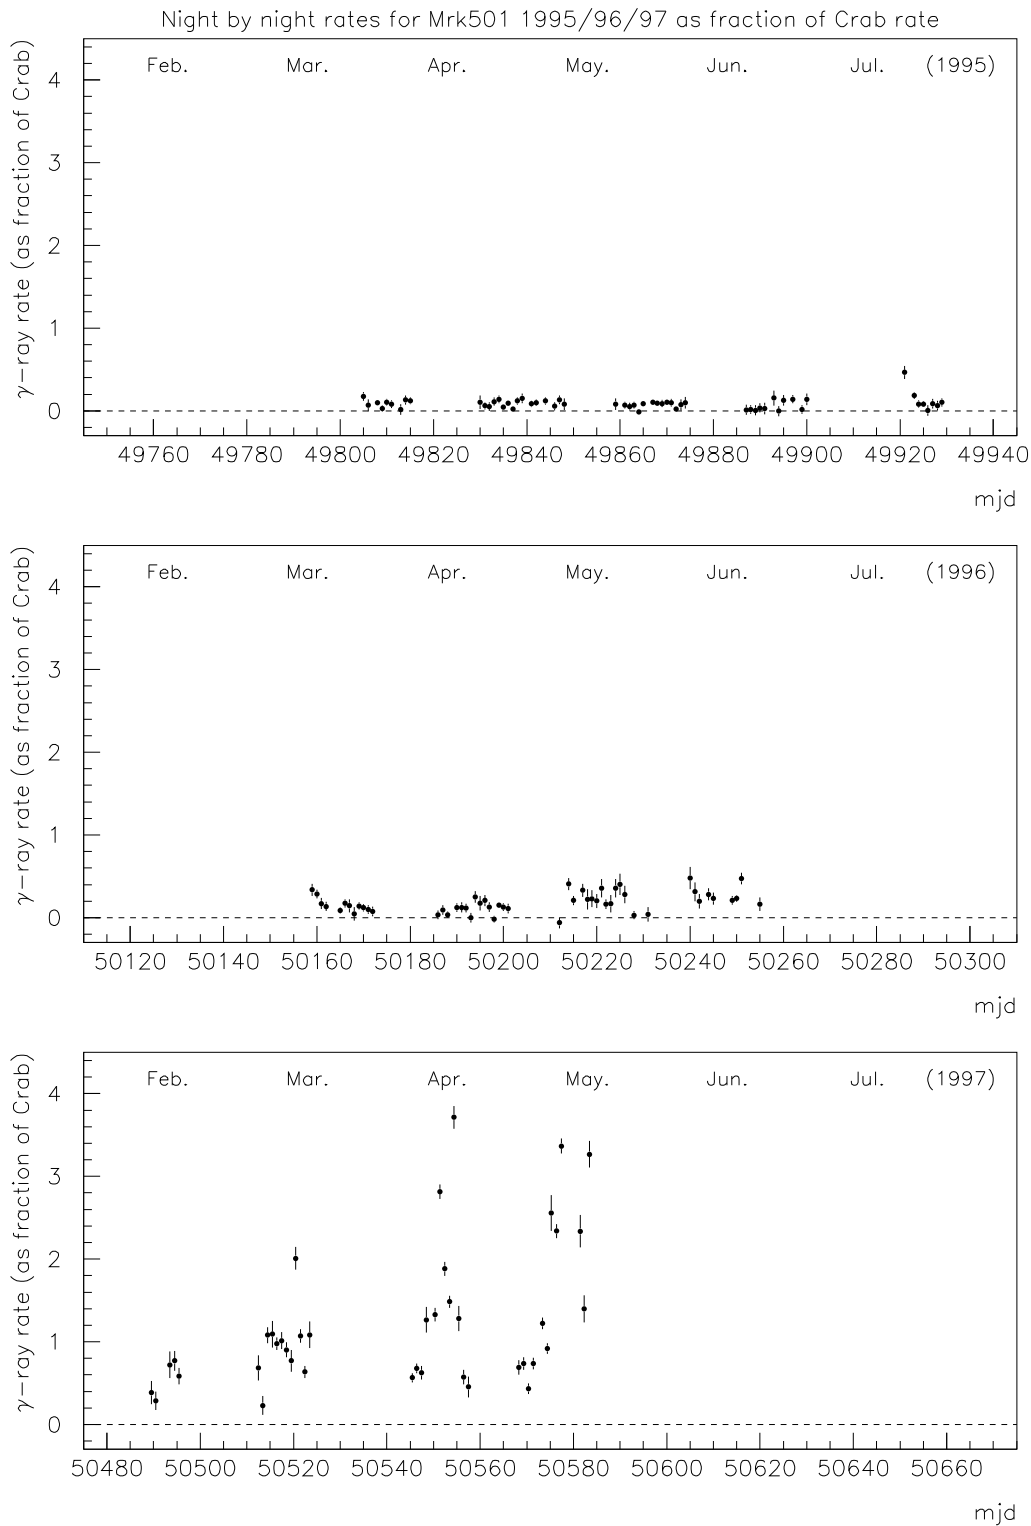 Night by night rates for Mrk501 1995/96/97 as fraction of Crab rate
γ-ray rate (as fraction of Crab)
Feb. Mar. Apr. May. Jun. Jul. (1995)
4
3
2
1
0
49760 49780 49800 49820 49840 49860 49880 49900 49920 49940
mjd
γ-ray rate (as fraction of Crab)
Feb. Mar. Apr. May. Jun. Jul. (1996)
4
3
2
1
0
50120 50140 50160 50180 50200 50220 50240 50260 50280 50300
mjd
γ-ray rate (as fraction of Crab)
Feb. Mar. Apr. May. Jun. Jul. (1997)
4
3
2
1
0
50480 50500 50520 50540 50560 50580 50600 50620 50640 50660
mjd